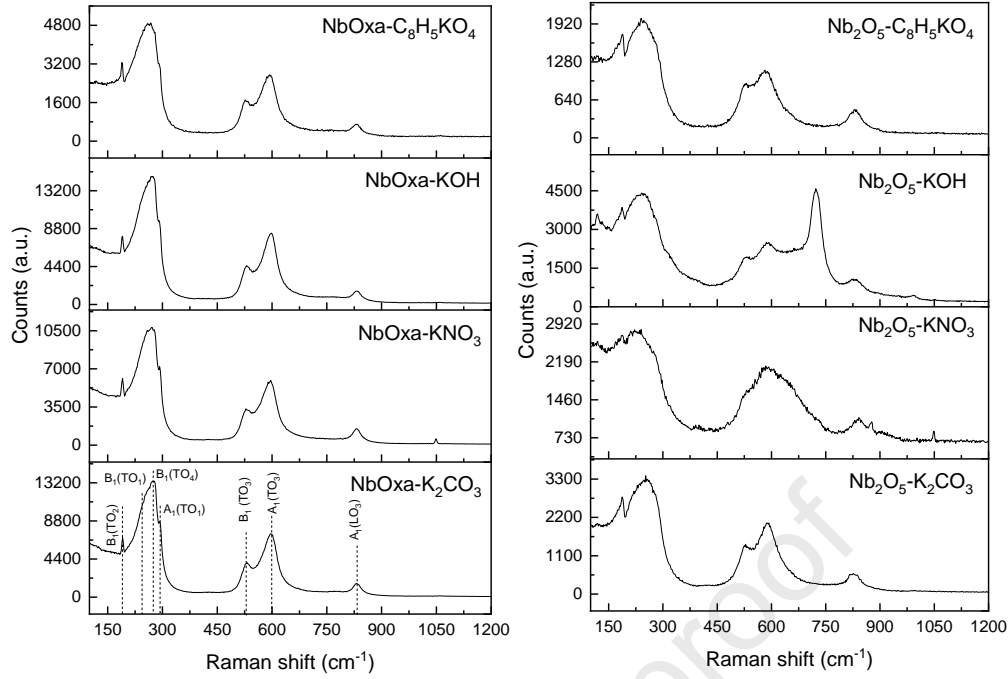 NbOxa-C₈H₅KO₄
4800
3200
1600
0
NbOxa-KOH
13200
8800
4400
0
NbOxa-KNO₃
10500
7000
3500
0
NbOxa-K₂CO₃
13200
8800
4400
0
B₁(TO₂)
B₁(TO₁)
B₁(TO₄)
A₁(TO₁)
B₁ (TO₃)
A₁(TO₃)
A₁(LO₃)
150 300 450 600 750 900 1050 1200
Raman shift (cm⁻¹)
Counts (a.u.)
Nb₂O₅-C₈H₅KO₄
1920
1280
640
0
Nb₂O₅-KOH
4500
3000
1500
0
Nb₂O₅-KNO₃
2920
2190
1460
730
Nb₂O₅-K₂CO₃
3300
2200
1100
0
150 300 450 600 750 900 1050 1200
Raman shift (cm⁻¹)
Counts (a.u.)
proof